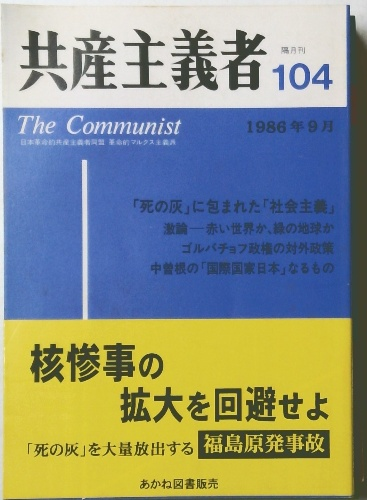 共産主義者
隔月刊
104
The Communist
1986年9月
日本革命的共産主義者同盟 革命的マルクス主義派
「死の灰」に包まれた「社会主義」
激論―赤い世界か、緑の地球か
ゴルバチョフ政権の対外政策
中曽根の「国際国家日本」なるもの
核惨事の
拡大を回避せよ
「死の灰」を大量放出する 福島原発事故
あかね図書販売